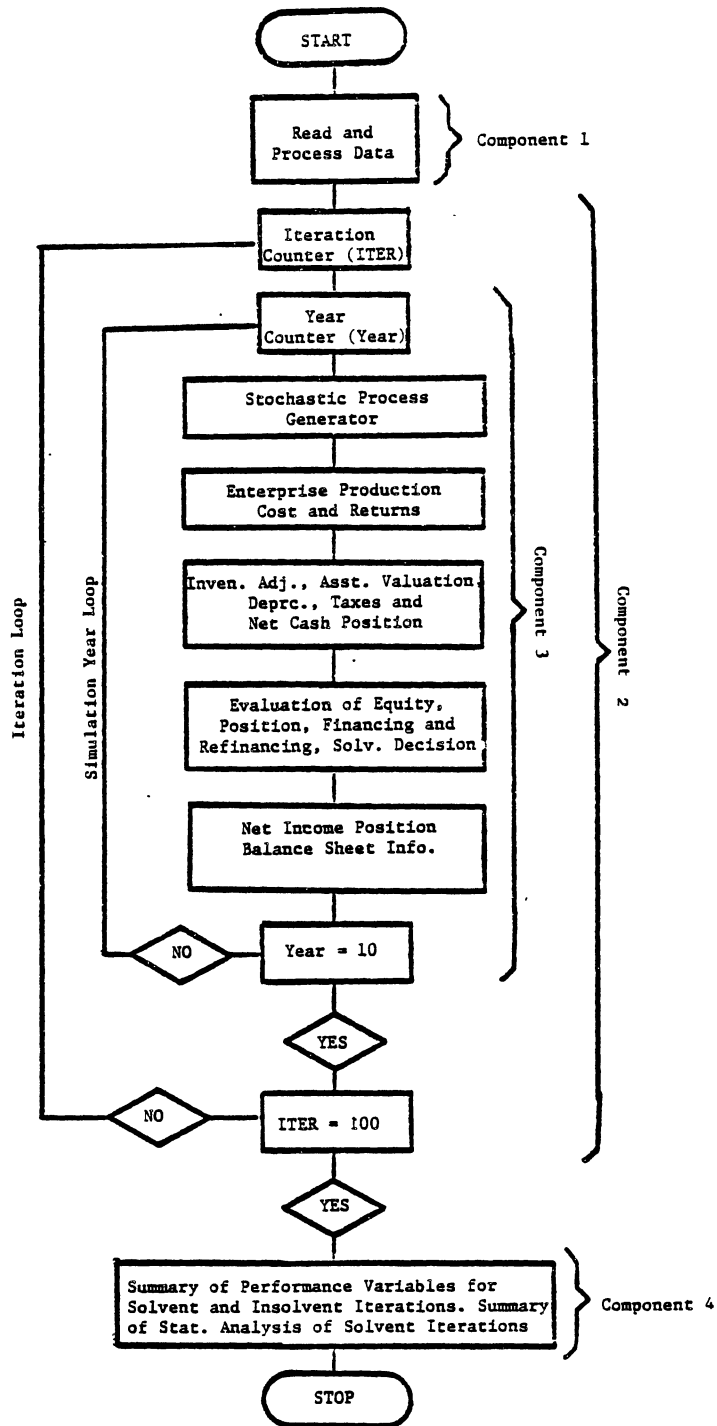 START
Read and
Process Data
Component 1
Iteration
Counter (ITER)
Year
Counter (Year)
Stochastic Process
Generator
Enterprise Production
Cost and Returns
Inven. Adj., Asst. Valuation,
Deprc., Taxes and
Net Cash Position
Evaluation of Equity,
Position, Financing and
Refinancing, Solv. Decision
Net Income Position
Balance Sheet Info.
Component 3
Component 2
Simulation Year Loop
Iteration Loop
NO
Year = 10
YES
NO
ITER = 100
YES
Summary of Performance Variables for
Solvent and Insolvent Iterations. Summary
of Stat. Analysis of Solvent Iterations
Component 4
STOP